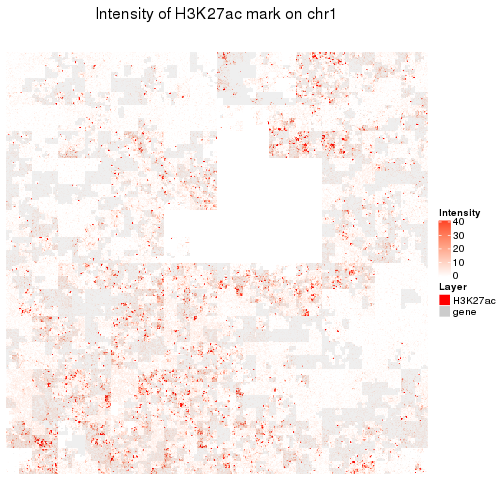 Intensity of H3K27ac mark on chr1
Intensity
40
30
20
10
0
Layer
H3K27ac
gene